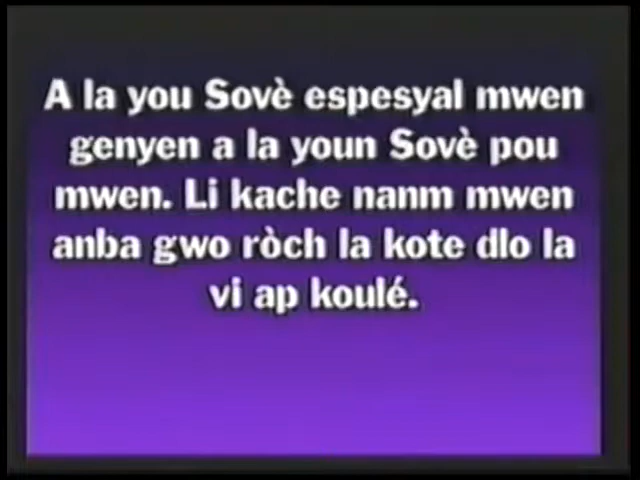 A la you Sovè espesyal mwen
genyen a la youn Sovè pou
mwen. Li kache nanm mwen
anba gwo ròch la kote dlo la
vi ap koulé.